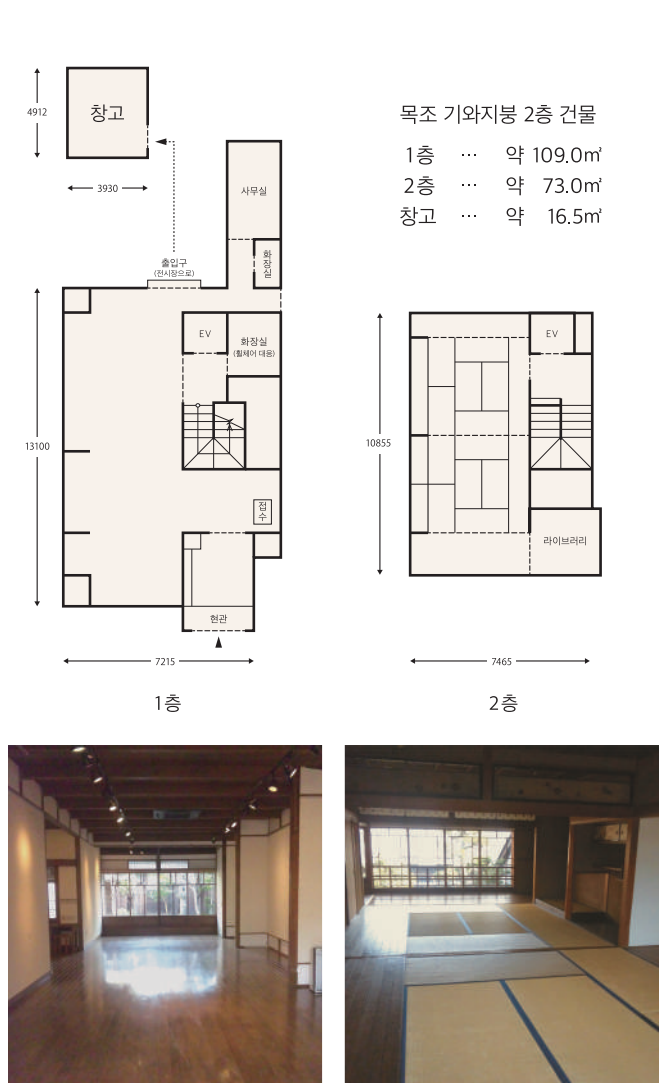 목조 기와지붕 2층 건물
1층 … 약 109.0㎡
2층 … 약 73.0㎡
창고 … 약 16.5㎡
4912
창고
3930
사무실
화장실
출입구
(전시장으로)
EV
화장실
(휠체어 대응)
13100
접수
현관
7215
1층
EV
10855
라이브러리
7465
2층